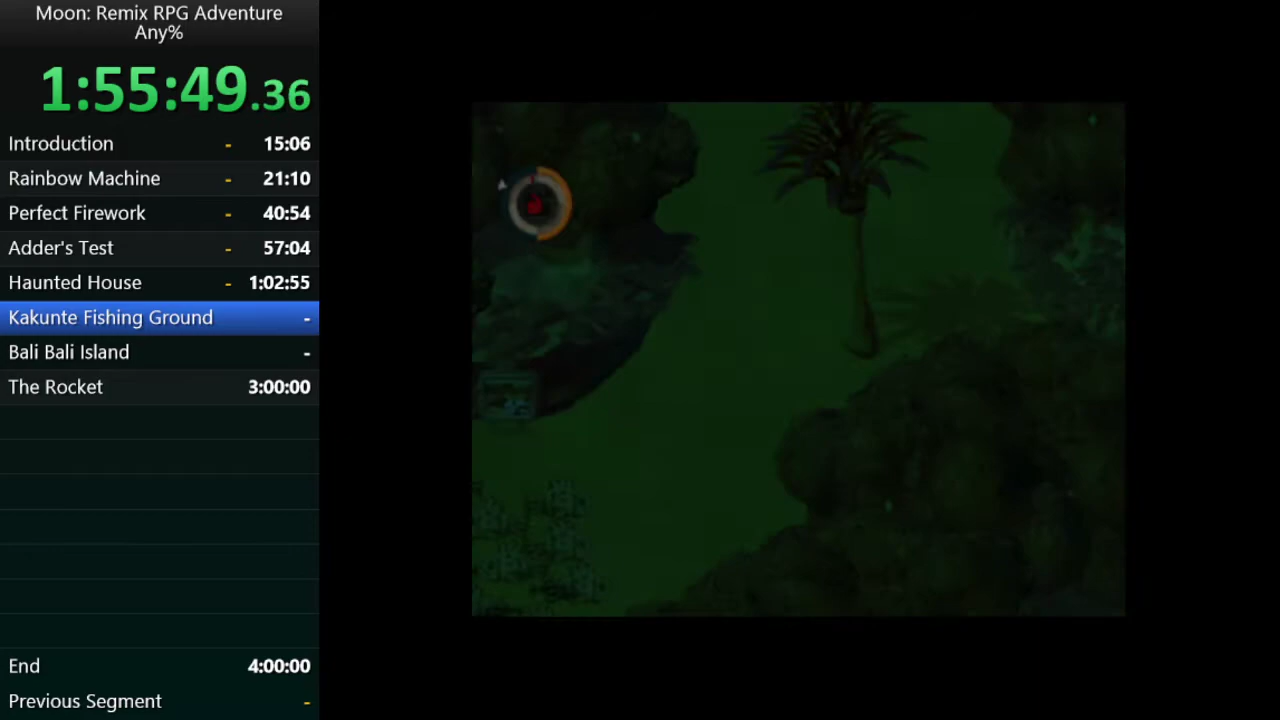 Moon: Remix RPG Adventure
Any%
1:55:49.36
Introduction - 15:06
Rainbow Machine - 21:10
Perfect Firework - 40:54
Adder's Test - 57:04
Haunted House - 1:02:55
Kakunte Fishing Ground -
Bali Bali Island -
The Rocket 3:00:00
End 4:00:00
Previous Segment -